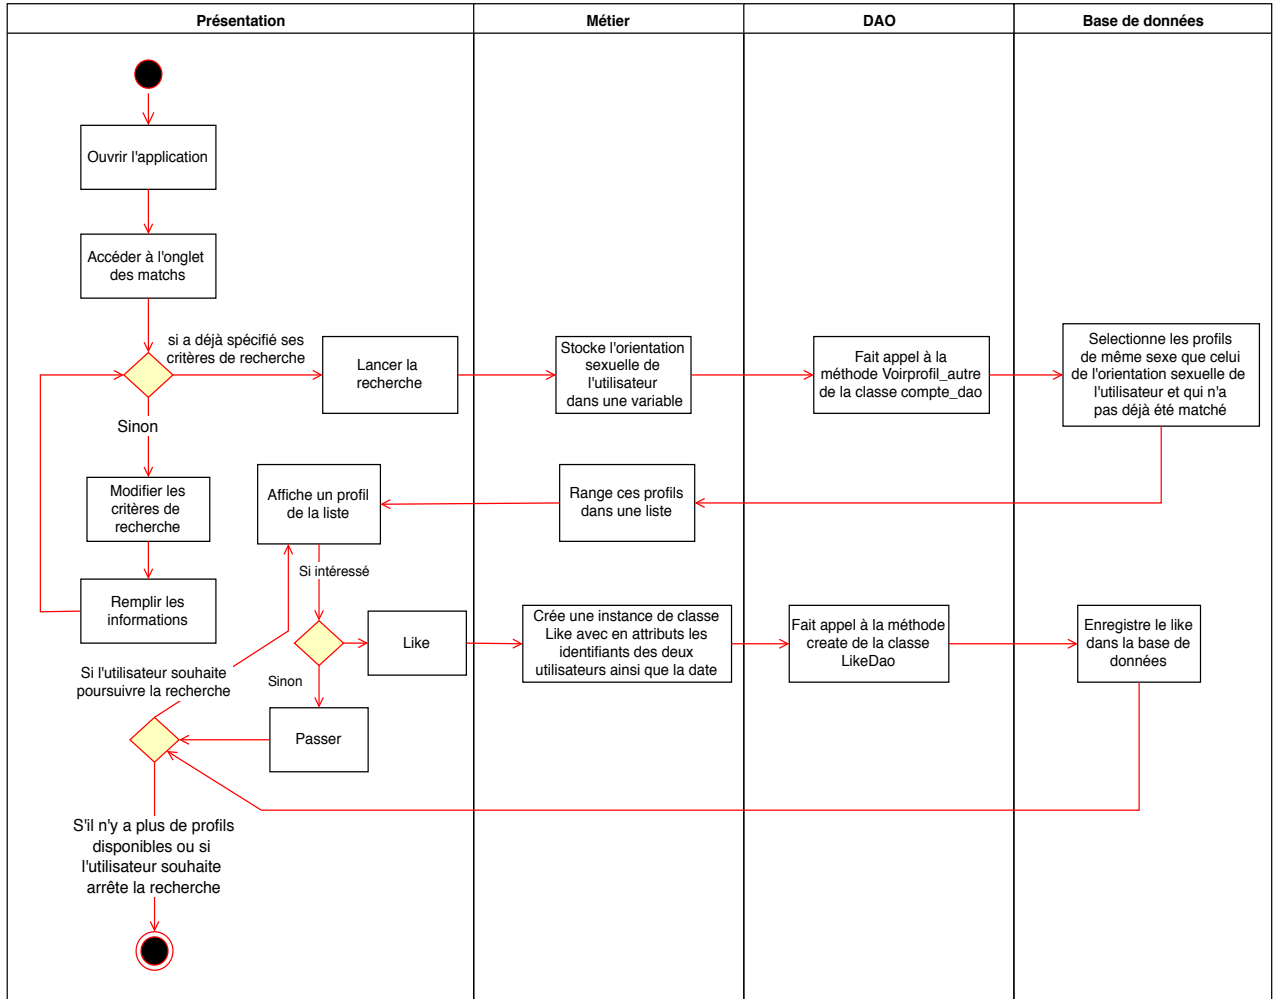 Présentation
Métier
DAO
Base de données
Ouvrir l'application
Accéder à l'onglet
des matchs
si a déjà spécifié ses
critères de recherche
Lancer la
recherche
Stocke l'orientation
sexuelle de
l'utilisateur
dans une variable
Fait appel à la
méthode Voirprofil_autre
de la classe compte_dao
Selectionne les profils
de même sexe que celui
de l'orientation sexuelle de
l'utilisateur et qui n'a
pas déjà été matché
Sinon
Modifier les
critères de
recherche
Affiche un profil
de la liste
Range ces profils
dans une liste
Si intéressé
Remplir les
informations
Like
Crée une instance de classe
Like avec en attributs les
identifiants des deux
utilisateurs ainsi que la date
Fait appel à la méthode
create de la classe
LikeDao
Enregistre le like
dans la base de
données
Si l'utilisateur souhaite
poursuivre la recherche
Sinon
Passer
S'il n'y a plus de profils
disponibles ou si
l'utilisateur souhaite
arrête la recherche